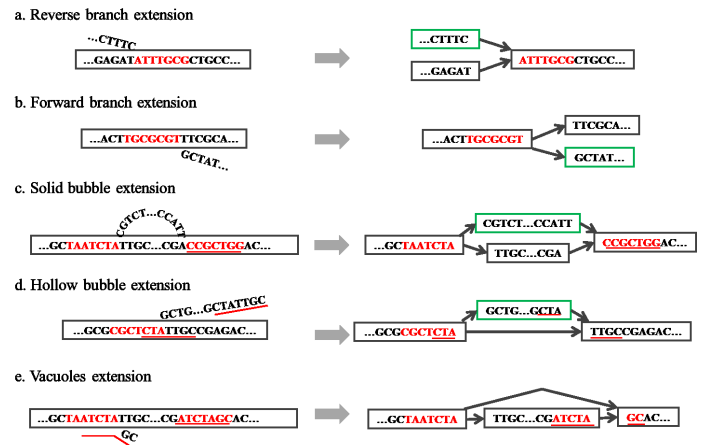 a. Reverse branch extension
...CTTTC
...GAGATATTTGCGCTGCC...
...CTTTC
...GAGAT
ATTTGCGCTGCC...
b. Forward branch extension
...ACTTGCGCGTTTCGCA...
GCTAT...
...ACTTGCGCGT
TTCGCA...
GCTAT...
c. Solid bubble extension
CGTCT...CCATT
...GCTAATCTATTGC...CGACCGCTGGAC...
...GCTAATCTA
CGTCT...CCATT
TTGC...CGA
CCGCTGGAC...
d. Hollow bubble extension
GCTG...GCTATTGC
...GCGCGCTCTATTGCCGAGAC...
...GCGCGCTCTA
GCTG...GCTA
TTGCCGAGAC...
e. Vacuoles extension
...GCTAATCTATTGC...CGATCTAGCAC...
GC
...GCTAATCTA
TTGC...CGATCTA
GCAC...